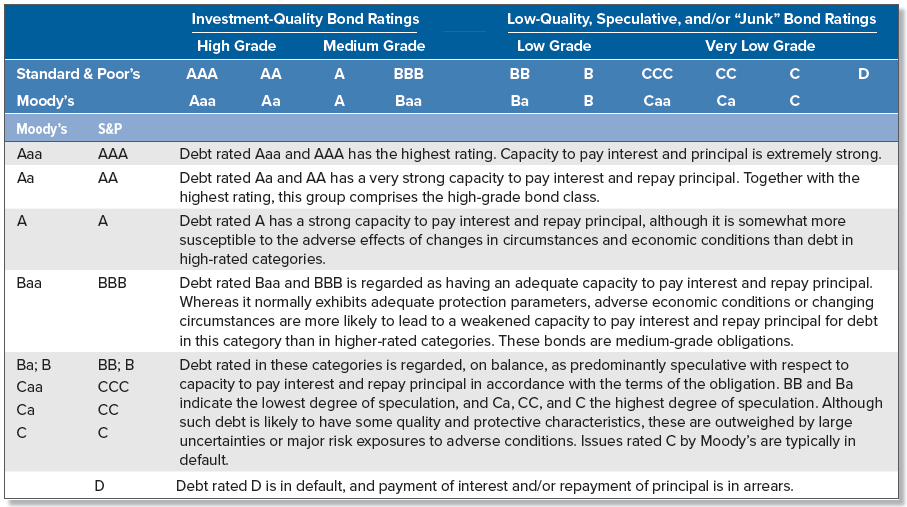 Investment-Quality Bond Ratings Low-Quality, Speculative, and/or “Junk” Bond Ratings
High Grade Medium Grade Low Grade Very Low Grade
Standard & Poor’s AAA AA A BBB BB B CCC CC C D
Moody’s Aaa Aa A Baa Ba B Caa Ca C
Moody’s S&P
Aaa AAA Debt rated Aaa and AAA has the highest rating. Capacity to pay interest and principal is extremely strong.
Aa AA Debt rated Aa and AA has a very strong capacity to pay interest and repay principal. Together with the
highest rating, this group comprises the high-grade bond class.
A A Debt rated A has a strong capacity to pay interest and repay principal, although it is somewhat more
susceptible to the adverse effects of changes in circumstances and economic conditions than debt in
high-rated categories.
Baa BBB Debt rated Baa and BBB is regarded as having an adequate capacity to pay interest and repay principal.
Whereas it normally exhibits adequate protection parameters, adverse economic conditions or changing
circumstances are more likely to lead to a weakened capacity to pay interest and repay principal for debt
in this category than in higher-rated categories. These bonds are medium-grade obligations.
Ba; B BB; B Debt rated in these categories is regarded, on balance, as predominantly speculative with respect to
Caa CCC capacity to pay interest and repay principal in accordance with the terms of the obligation. BB and Ba
Ca CC indicate the lowest degree of speculation, and Ca, CC, and C the highest degree of speculation. Although
C C such debt is likely to have some quality and protective characteristics, these are outweighed by large
uncertainties or major risk exposures to adverse conditions. Issues rated C by Moody’s are typically in
default.
D Debt rated D is in default, and payment of interest and/or repayment of principal is in arrears.